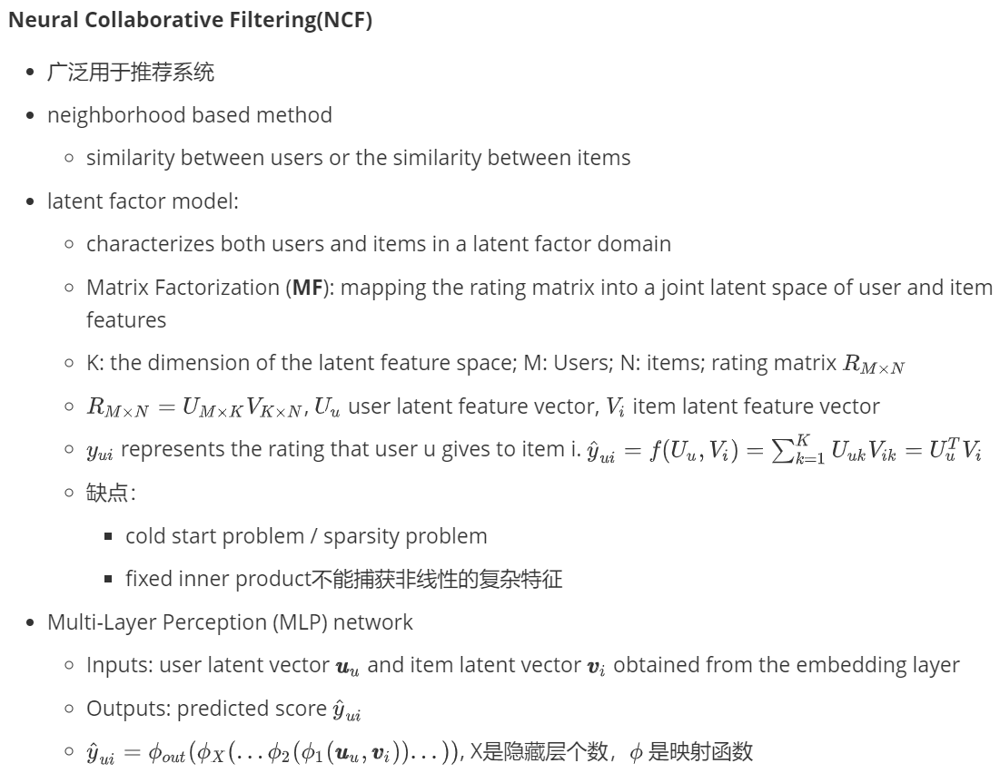 Neural Collaborative Filtering(NCF)
• 广泛用于推荐系统
• neighborhood based method
◦ similarity between users or the similarity between items
• latent factor model:
◦ characterizes both users and items in a latent factor domain
◦ Matrix Factorization (MF): mapping the rating matrix into a joint latent space of user and item
features
◦ K: the dimension of the latent feature space; M: Users; N: items; rating matrix $R_{M \times N}$
◦ $R_{M \times N} = U_{M \times K} V_{K \times N}$, $U_u$ user latent feature vector, $V_i$ item latent feature vector
◦ $y_{ui}$ represents the rating that user u gives to item i. $\hat{y}_{ui} = f(U_u, V_i) = \sum_{k=1}^{K} U_{uk} V_{ik} = U_u^T V_i$
◦ 缺点：
▪ cold start problem / sparsity problem
▪ fixed inner product不能捕获非线性的复杂特征
• Multi-Layer Perception (MLP) network
◦ Inputs: user latent vector $\boldsymbol{u}_u$ and item latent vector $\boldsymbol{v}_i$ obtained from the embedding layer
◦ Outputs: predicted score $\hat{y}_{ui}$
◦ $\hat{y}_{ui} = \phi_{out}(\phi_X(\ldots\phi_2(\phi_1(\boldsymbol{u}_u, \boldsymbol{v}_i))\ldots))$, X是隐藏层个数，$\phi$ 是映射函数